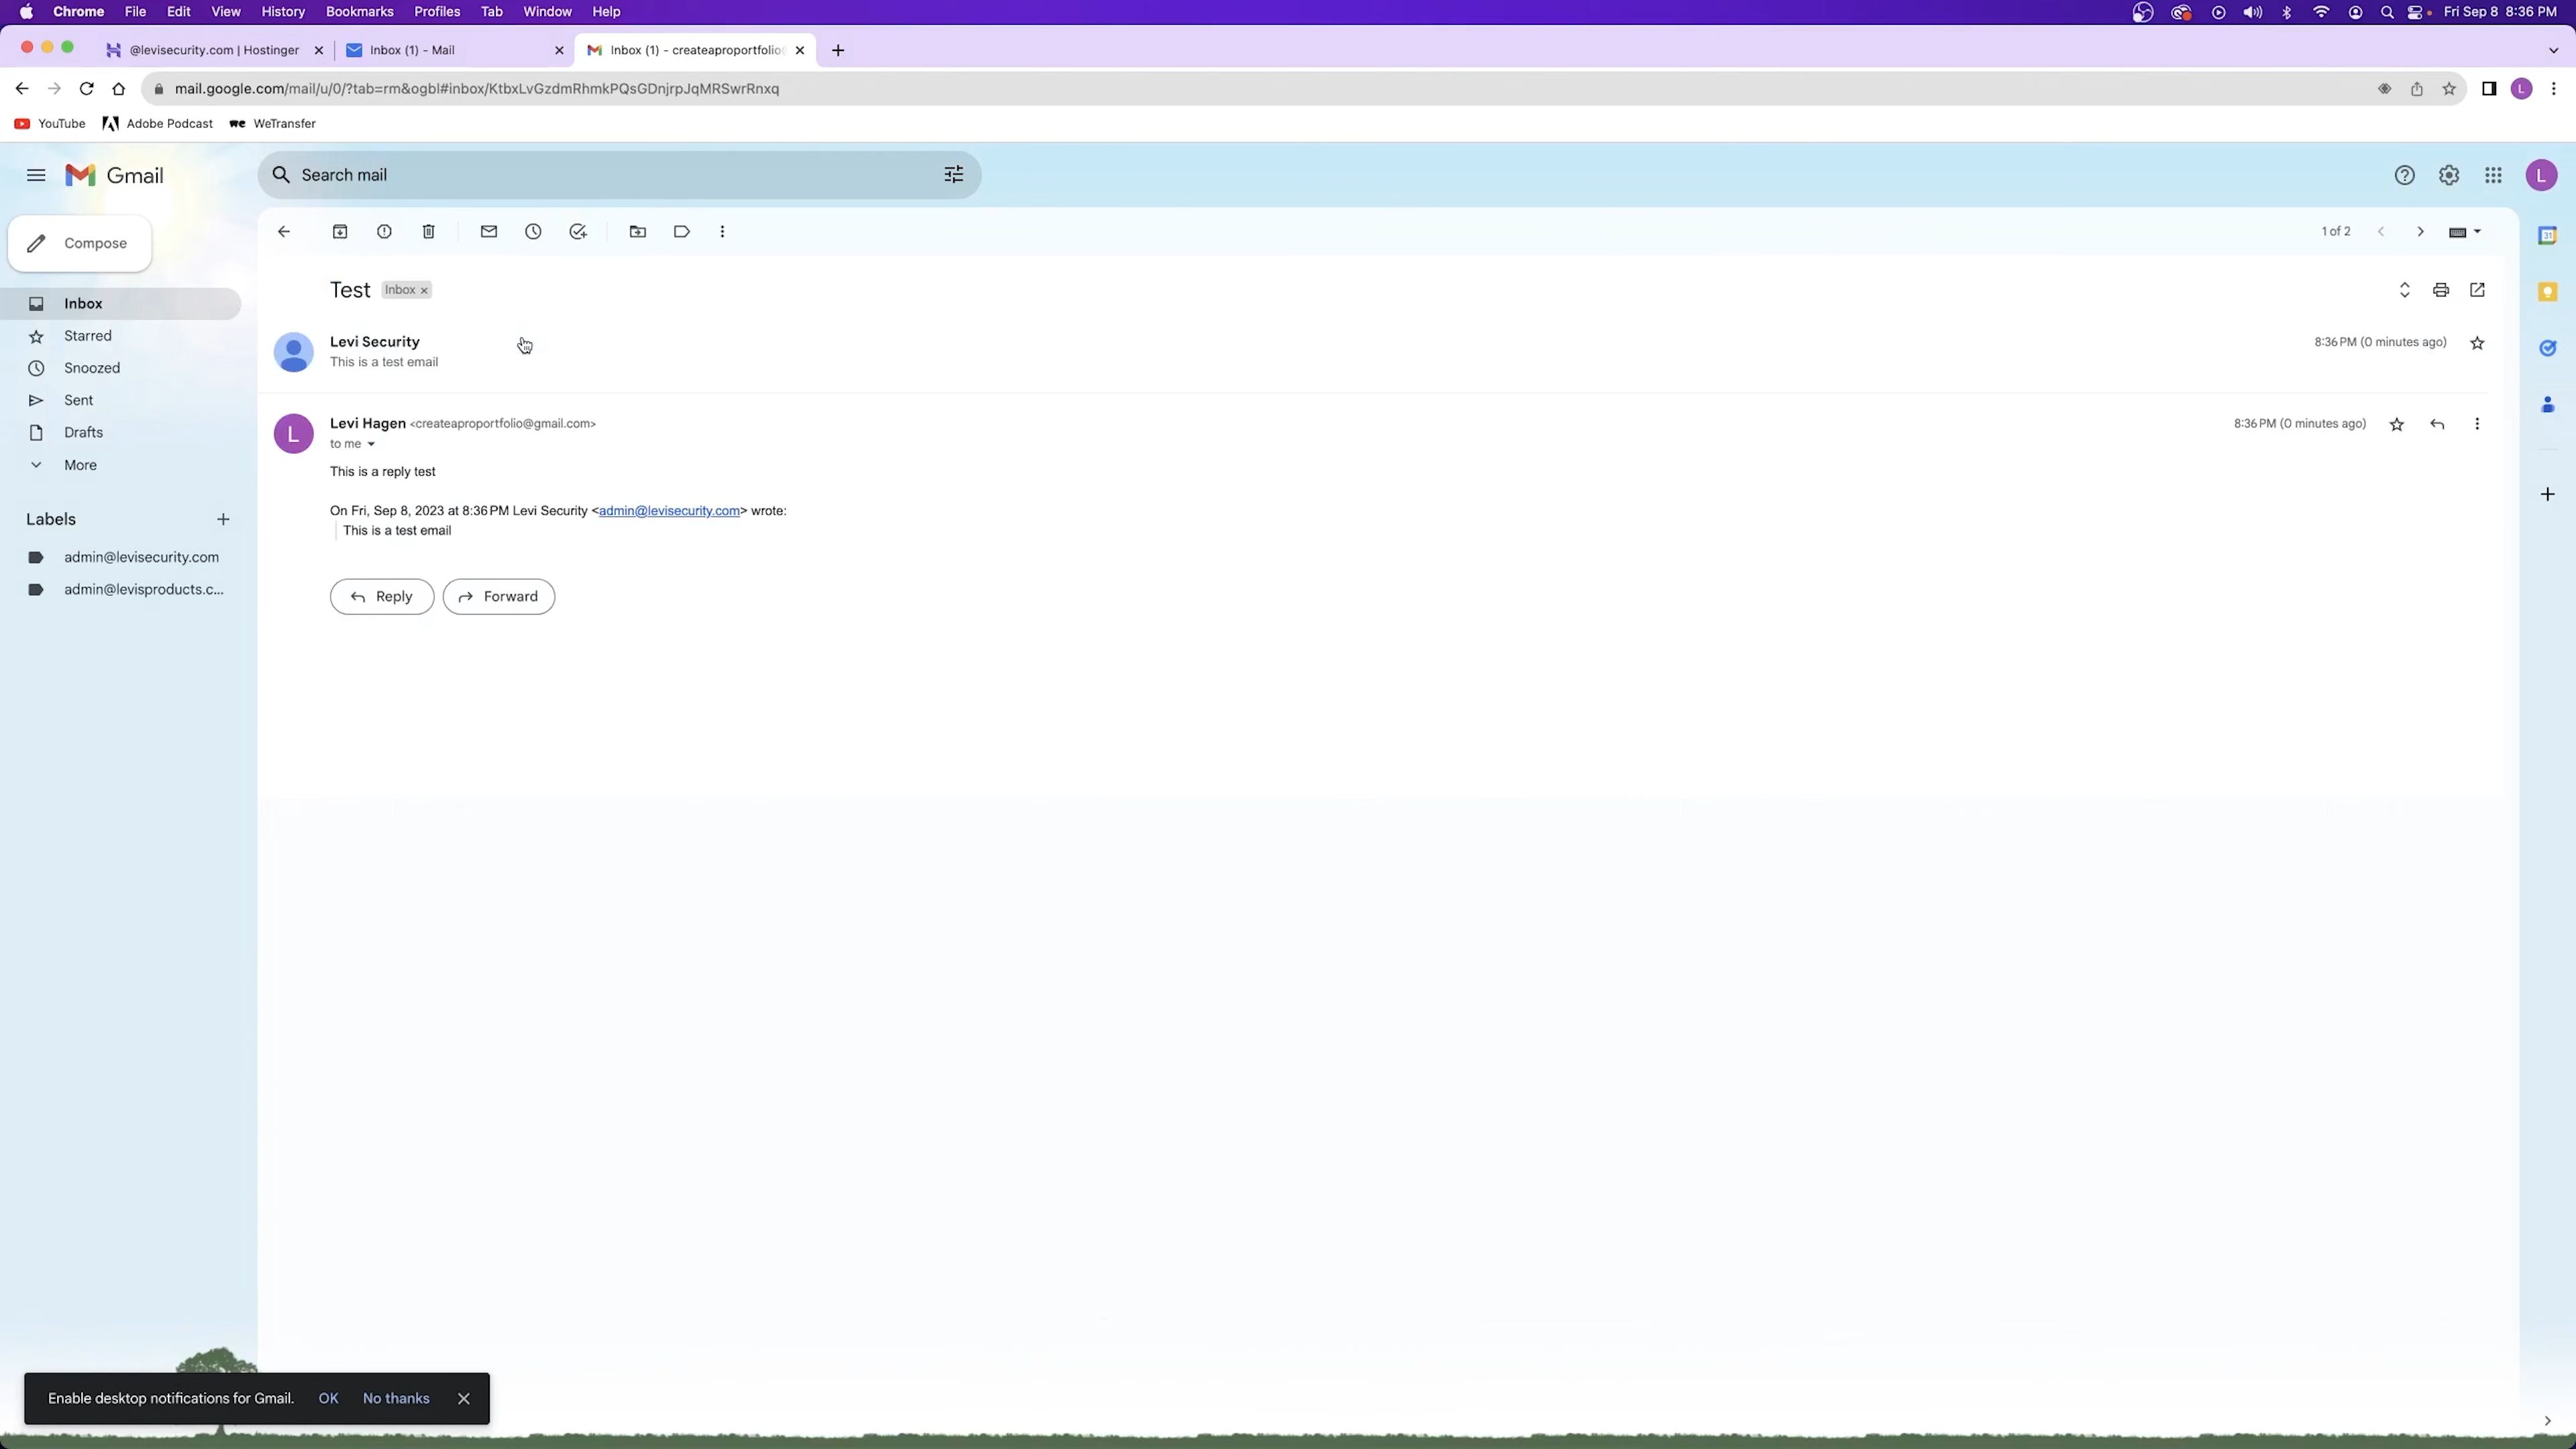 Chrome File Edit View History Bookmarks Profiles Tab Window Help Fri Sep 8 8:36 PM
@levisecurity.com | Hostinger Inbox (1) - Mail Inbox (1) - createaproportfolio
mail.google.com/mail/u/0/?tab=rm&ogbl#inbox/KtbxLvGzdmRhmkPQsGDnjrpJqMRSwrRnxq L
YouTube Adobe Podcast WeTransfer
Gmail Search mail L
Compose 1 of 2
Test Inbox x
Inbox
Starred
Snoozed
Sent
Drafts
More
Labels
admin@levisecurity.com
admin@levisproducts.c...
Levi Security 8:36 PM (0 minutes ago)
This is a test email
L Levi Hagen <createaproportfolio@gmail.com> 8:36 PM (0 minutes ago)
to me
This is a reply test
On Fri, Sep 8, 2023 at 8:36 PM Levi Security <admin@levisecurity.com> wrote:
This is a test email
Reply Forward
31
Enable desktop notifications for Gmail. OK No thanks